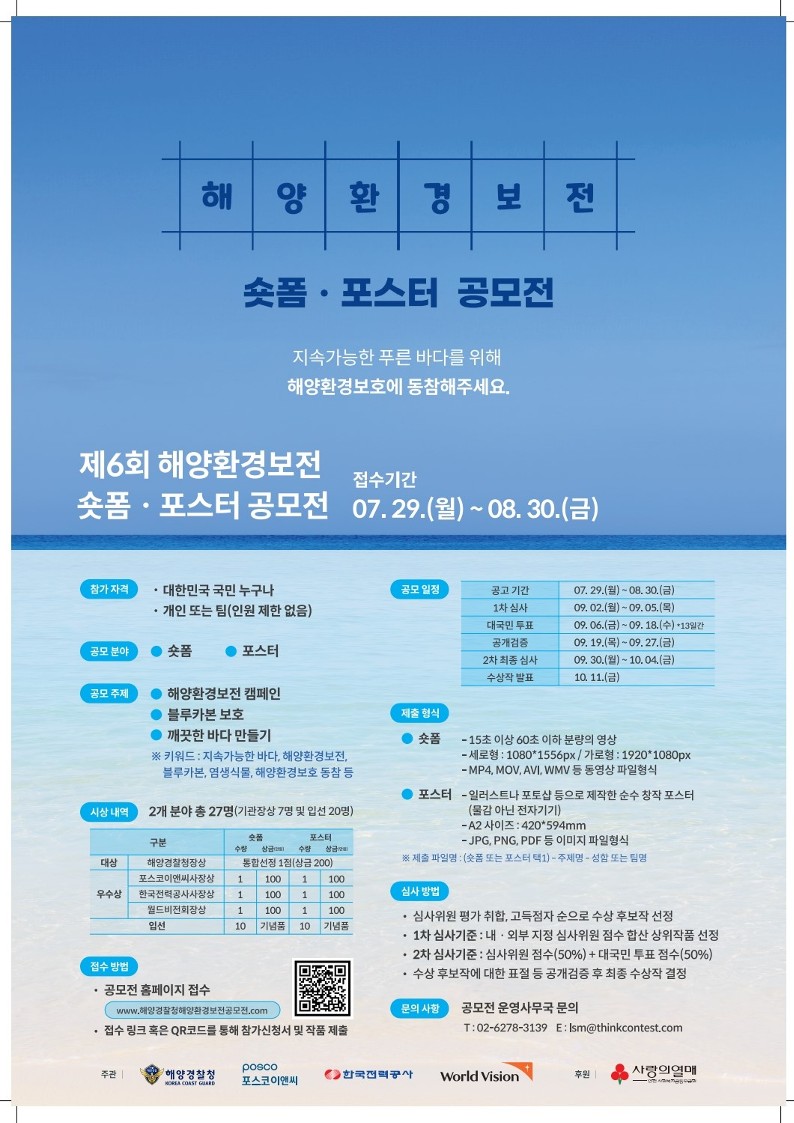 해양환경보전
숏폼 · 포스터 공모전
지속가능한 푸른 바다를 위해
해양환경보호에 동참해주세요.
제6회 해양환경보전
숏폼 · 포스터 공모전
접수기간
07. 29.(월) ~ 08. 30.(금)
참가 자격
· 대한민국 국민 누구나
· 개인 또는 팀(인원 제한 없음)
공모 분야
● 숏폼 ● 포스터
공모 주제
● 해양환경보전 캠페인
● 블루카본 보호
● 깨끗한 바다 만들기
※ 키워드 : 지속가능한 바다, 해양환경보전,
블루카본, 염생식물, 해양환경보호 동참 등
시상 내역
2개 분야 총 27명(기관장상 7명 및 입선 20명)
구분 숏폼 포스터
수량 상금(만원) 수량 상금(만원)
대상 해양경찰청장상 통합선정 1점(상금 200)
우수상 포스코이앤씨사장상 1 100 1 100
한국전력공사사장상 1 100 1 100
월드비전회장상 1 100 1 100
입선 10 기념품 10 기념품
접수 방법
· 공모전 홈페이지 접수
www.해양경찰청해양환경보전공모전.com
· 접수 링크 혹은 QR코드를 통해 참가신청서 및 작품 제출
공모 일정
공고 기간 07. 29.(월) ~ 08. 30.(금)
1차 심사 09. 02.(월) ~ 09. 05.(목)
대국민 투표 09. 06.(금) ~ 09. 18.(수) *13일간
공개검증 09. 19.(목) ~ 09. 27.(금)
2차 최종 심사 09. 30.(월) ~ 10. 04.(금)
수상작 발표 10. 11.(금)
제출 형식
● 숏폼 – 15초 이상 60초 이하 분량의 영상
– 세로형 : 1080*1556px / 가로형 : 1920*1080px
– MP4, MOV, AVI, WMV 등 동영상 파일형식
● 포스터 – 일러스트나 포토샵 등으로 제작한 순수 창작 포스터
(물감 아닌 전자기기)
– A2 사이즈 : 420*594mm
– JPG, PNG, PDF 등 이미지 파일형식
※ 제출 파일명 : (숏폼 또는 포스터 택1) – 주제명 – 성함 또는 팀명
심사 방법
· 심사위원 평가 취합, 고득점자 순으로 수상 후보작 선정
· 1차 심사기준 : 내 · 외부 지정 심사위원 점수 합산 상위작품 선정
· 2차 심사기준 : 심사위원 점수(50%) + 대국민 투표 점수(50%)
· 수상 후보작에 대한 표절 등 공개검증 후 최종 수상작 결정
문의 사항
공모전 운영사무국 문의
T : 02-6278-3139 E : lsm@thinkcontest.com
주관 | 해양경찰청
KOREA COAST GUARD
posco
포스코이앤씨
한국전력공사
World Vision
후원 | 사랑의열매